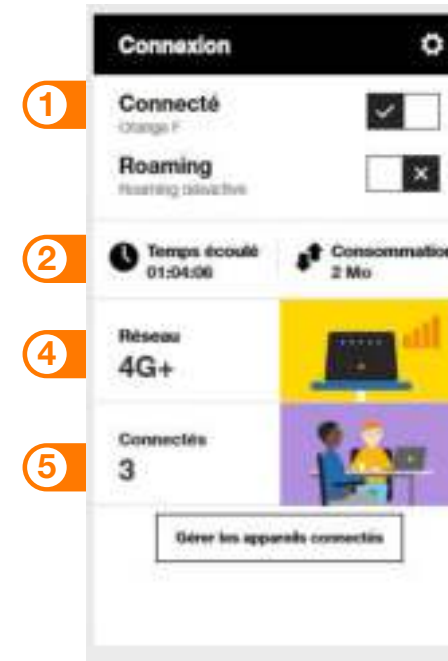 Connexion
1
Connecté
Orange F
Roaming
Roaming désactivé
2
Temps écoulé
01:04:06
Consommation
2 Mo
4
Réseau
4G+
5
Connectés
3
Gérer les appareils connectés